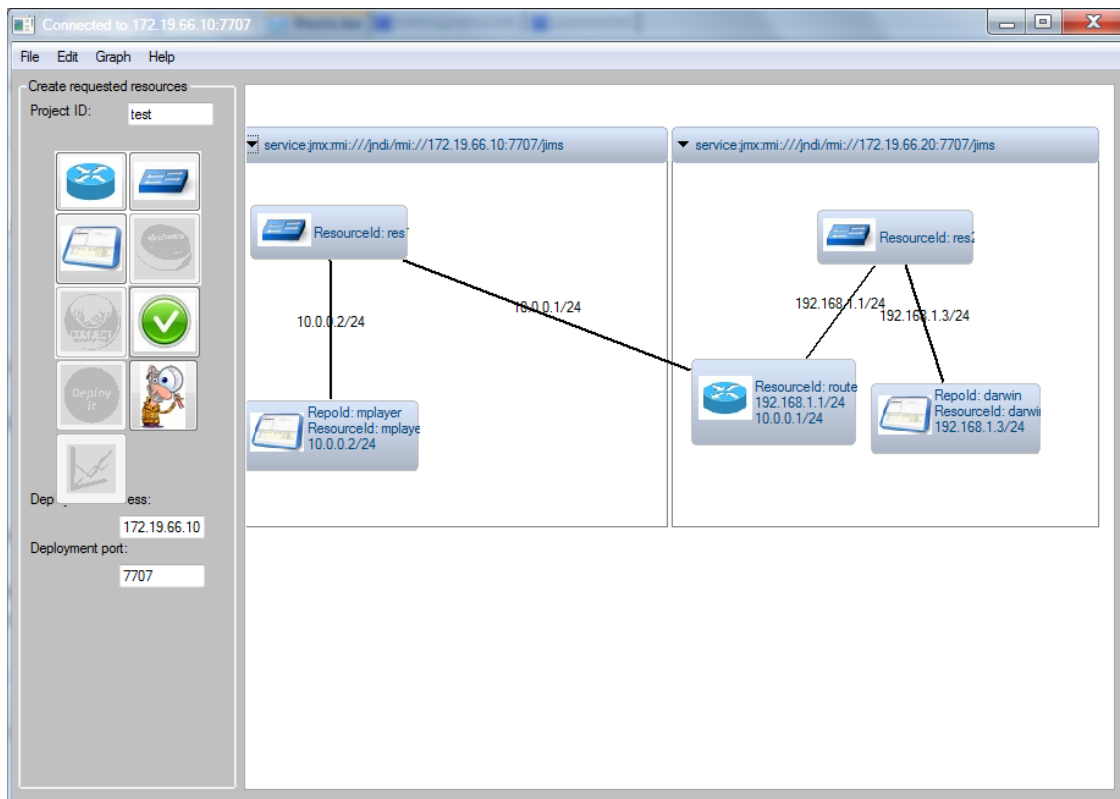 Connected to 172.19.66.10:7707
File Edit Graph Help
Create requested resources
Project ID: test
Deploy it
Dep ess:
172.19.66.10
Deployment port:
7707
service:jmx:rmi:///jndi/rmi://172.19.66.10:7707/jims
ResourceId: res1
10.0.0.2/24
10.0.0.1/24
RepoId: mplayer
ResourceId: mplaye
10.0.0.2/24
service:jmx:rmi:///jndi/rmi://172.19.66.20:7707/jims
ResourceId: res2
192.168.1.1/24
192.168.1.3/24
ResourceId: route
192.168.1.1/24
10.0.0.1/24
RepoId: darwin
ResourceId: darwi
192.168.1.3/24